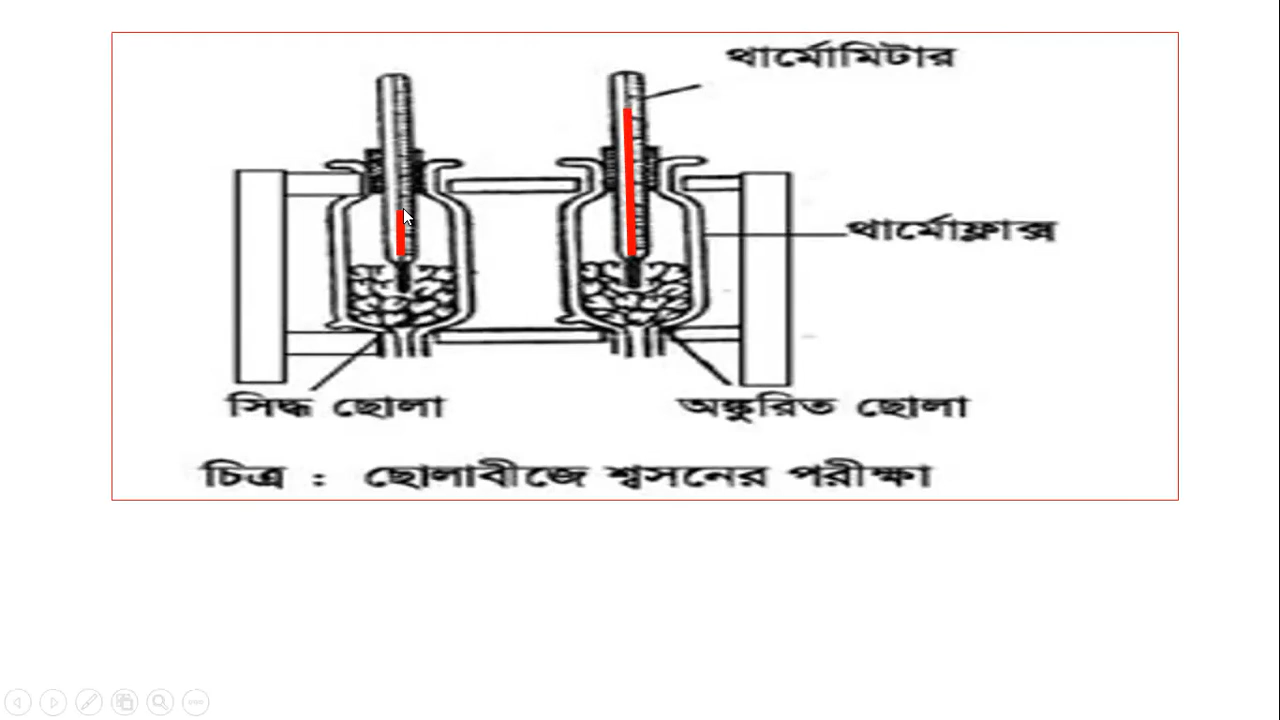 থার্মোমিটার
থার্মোফ্লাক্স
সিদ্ধ ছোলা
অঙ্কুরিত ছোলা
চিত্র : ছোলাবীজে শ্বসনের পরীক্ষা